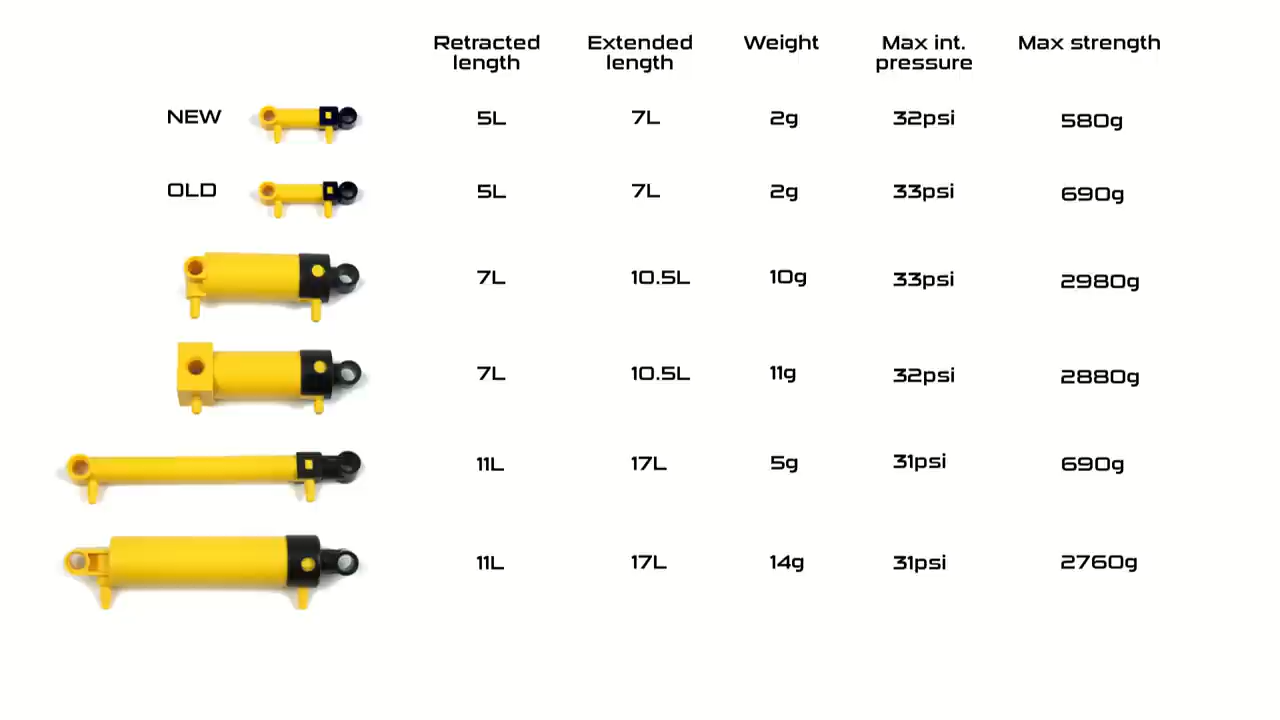 Retracted length Extended length Weight Max int. pressure Max strength
NEW 5L 7L 2g 32psi 580g
OLD 5L 7L 2g 33psi 690g
7L 10.5L 10g 33psi 2980g
7L 10.5L 11g 32psi 2880g
11L 17L 5g 31psi 690g
11L 17L 14g 31psi 2760g